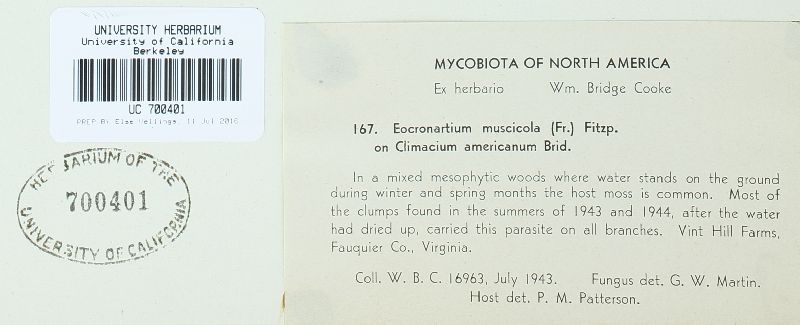 UNIVERSITY HERBARIUM
University of California
Berkeley
UC 700401
PREP By Else Vellinga, 11 Jul 2016
HERBARIUM OF THE
700401
UNIVERSITY OF CALIFORNIA
MYCOBIOTA OF NORTH AMERICA
Ex herbario Wm. Bridge Cooke
167. Eocronartium muscicola (Fr.) Fitzp.
on Climacium americanum Brid.
In a mixed mesophytic woods where water stands on the ground
during winter and spring months the host moss is common. Most of
the clumps found in the summers of 1943 and 1944, after the water
had dried up, carried this parasite on all branches. Vint Hill Farms,
Fauquier Co., Virginia.
Coll. W. B. C. 16963, July 1943. Fungus det. G. W. Martin.
Host det. P. M. Patterson.